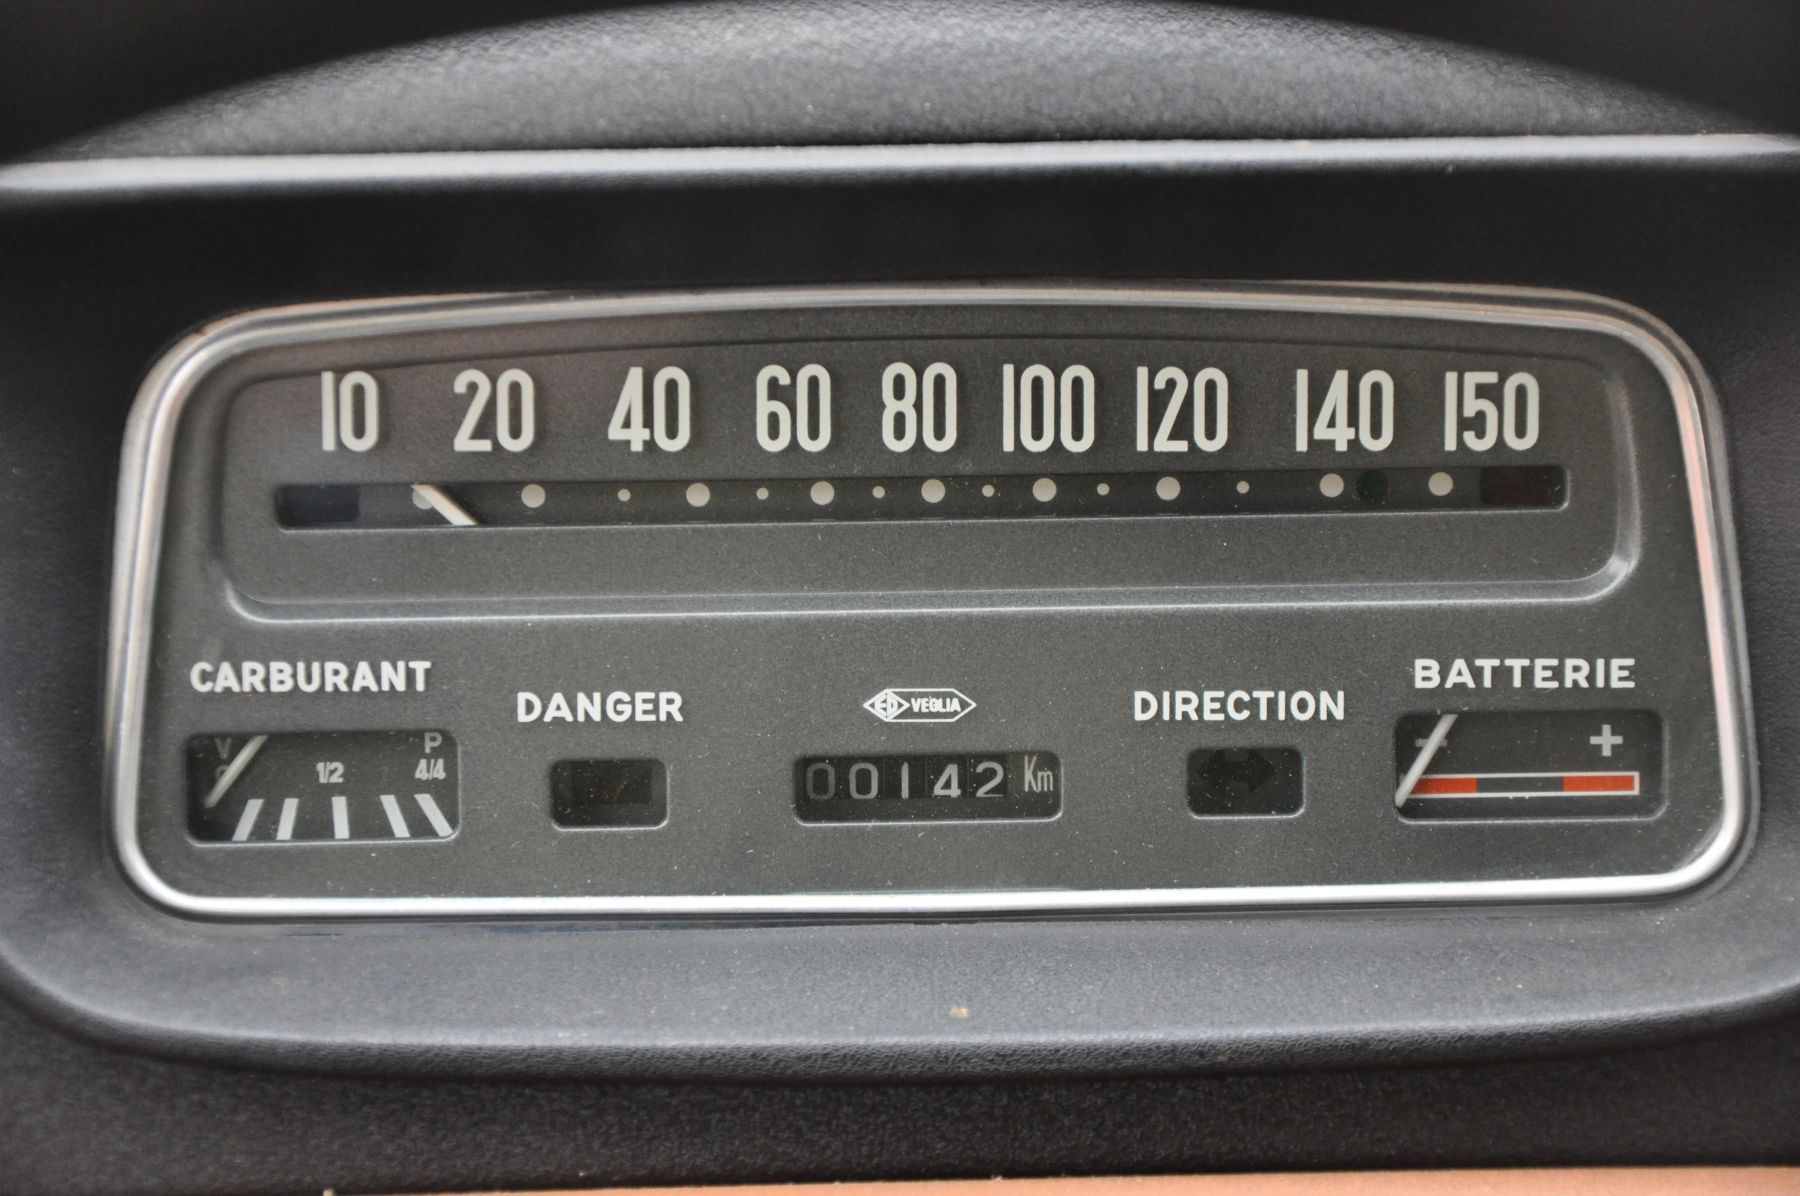 10 20 40 60 80 100 120 140 150
CARBURANT
DANGER
ED VEGLIA
DIRECTION
BATTERIE
V P
1/2 4/4
00142 Km
- +